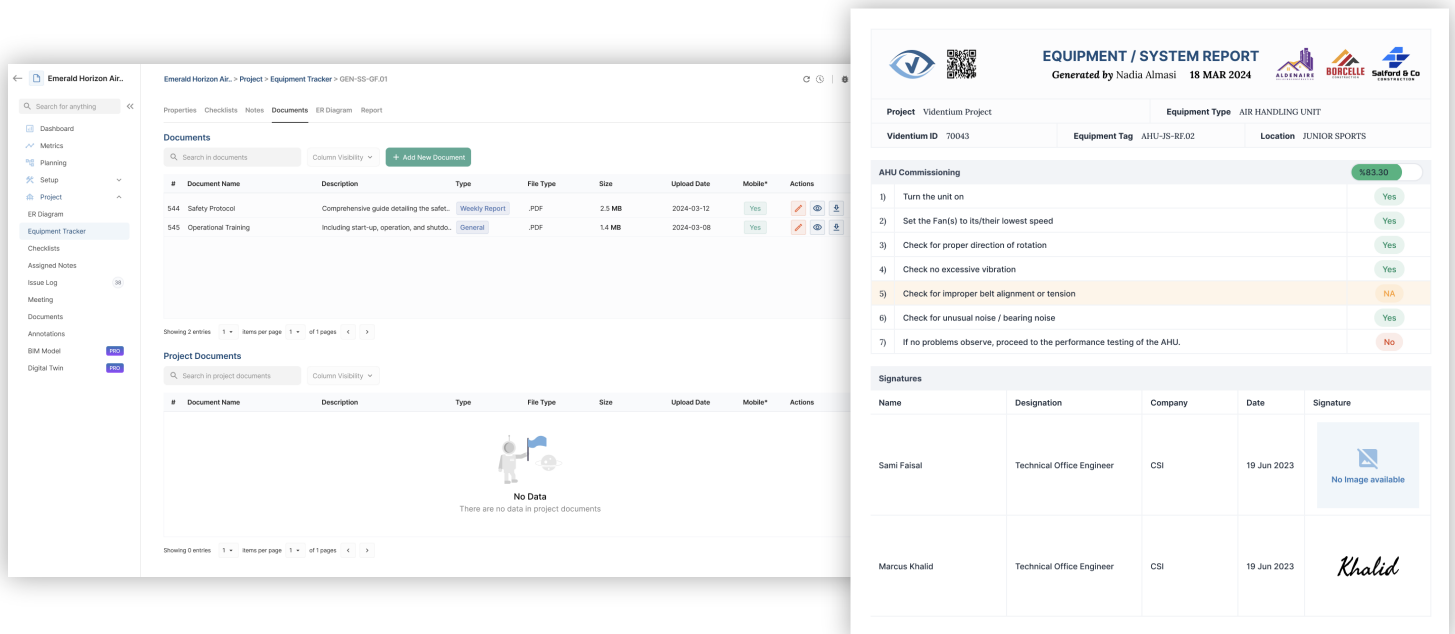 Emerald Horizon Air..
Search for anything
Dashboard
Metrics
Planning
Setup
Project
ER Diagram
Equipment Tracker
Checklists
Assigned Notes
Issue Log 38
Meeting
Documents
Annotations
BIM Model PRO
Digital Twin PRO
Emerald Horizon Air.. > Project > Equipment Tracker > GEN-SS-GF.01
Properties Checklists Notes Documents ER Diagram Report
Documents
Search in documents Column Visibility + Add New Document
# Document Name Description Type File Type Size Upload Date Mobile* Actions
544 Safety Protocol Comprehensive guide detailing the safet.. Weekly Report .PDF 2.5 MB 2024-03-12 Yes
545 Operational Training Including start-up, operation, and shutdo.. General .PDF 1.4 MB 2024-03-08 Yes
Showing 2 entries 1 items per page 1 of 1 pages < >
Project Documents
Search in project documents Column Visibility
# Document Name Description Type File Type Size Upload Date Mobile* Actions
No Data
There are no data in project documents
Showing 0 entries 1 items per page 1 of 1 pages < >
EQUIPMENT / SYSTEM REPORT
Generated by Nadia Almasi 18 MAR 2024
ALDENAIRE
BORCELLE
CONSTRUCTION
Salford & Co
CONSTRUCTION
Project Videntium Project Equipment Type AIR HANDLING UNIT
Videntium ID 70043 Equipment Tag AHU-JS-RF.02 Location JUNIOR SPORTS
AHU Commissioning %83.30
1) Turn the unit on Yes
2) Set the Fan(s) to its/their lowest speed Yes
3) Check for proper direction of rotation Yes
4) Check no excessive vibration Yes
5) Check for improper belt alignment or tension NA
6) Check for unusual noise / bearing noise Yes
7) If no problems observe, proceed to the performance testing of the AHU. No
Signatures
Name Designation Company Date Signature
Sami Faisal Technical Office Engineer CSI 19 Jun 2023 No Image available
Marcus Khalid Technical Office Engineer CSI 19 Jun 2023 Khalid